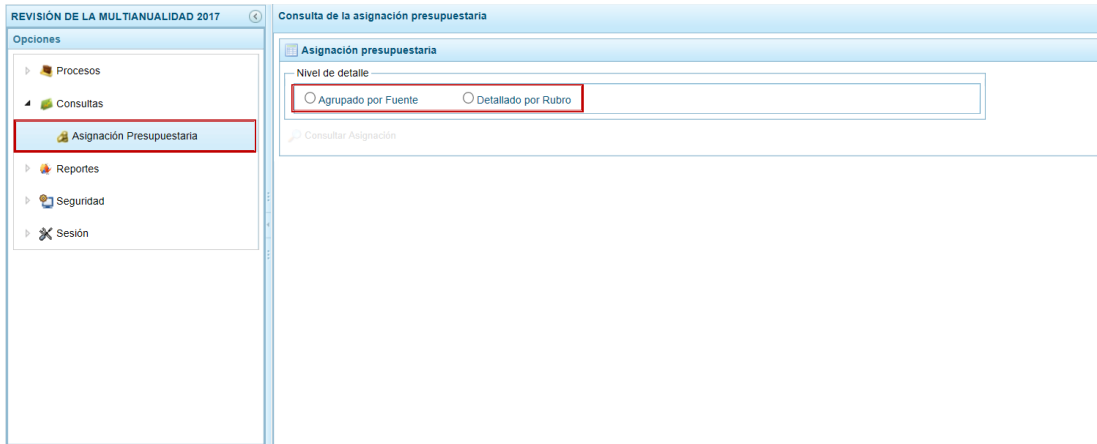 REVISIÓN DE LA MULTIANUALIDAD 2017
Opciones
Procesos
Consultas
Asignación Presupuestaria
Reportes
Seguridad
Sesión
Consulta de la asignación presupuestaria
Asignación presupuestaria
Nivel de detalle
Agrupado por Fuente Detallado por Rubro
Consultar Asignación